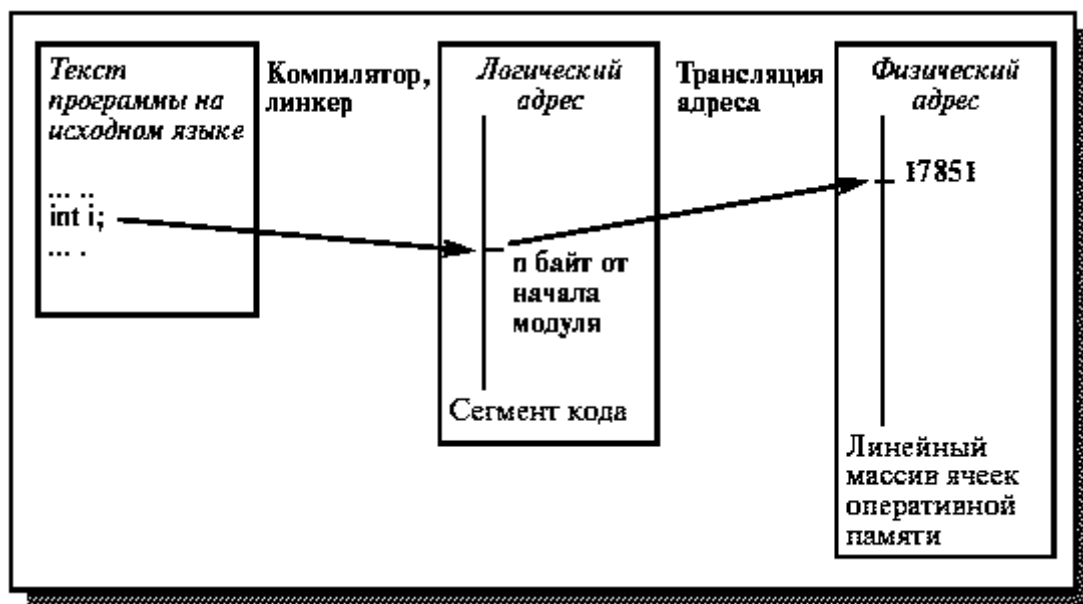 Текст
программы на
исходном языке
... ..
int i;
... .
Компилятор,
линкер
Логический
адрес
п байт от
начала
модуля
Сегмент кода
Трансляция
адреса
Физический
адрес
17851
Линейный
массив ячеек
оперативной
памяти